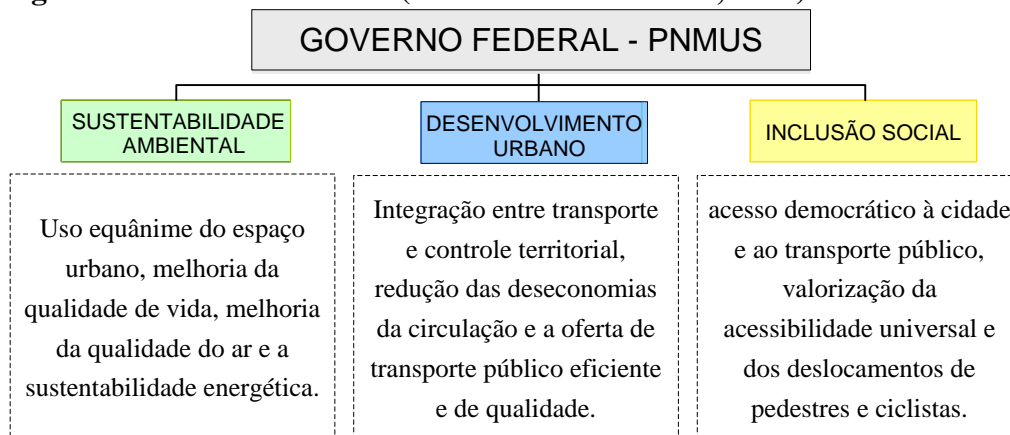 GOVERNO FEDERAL - PNMUS
SUSTENTABILIDADE
AMBIENTAL
DESENVOLVIMENTO
URBANO
INCLUSÃO SOCIAL
Uso equânime do espaço
urbano, melhoria da
qualidade de vida, melhoria
da qualidade do ar e a
sustentabilidade energética.
Integração entre transporte
e controle territorial,
redução das deseconomias
da circulação e a oferta de
transporte público eficiente
e de qualidade.
acesso democrático à cidade
e ao transporte público,
valorização da
acessibilidade universal e
dos deslocamentos de
pedestres e ciclistas.